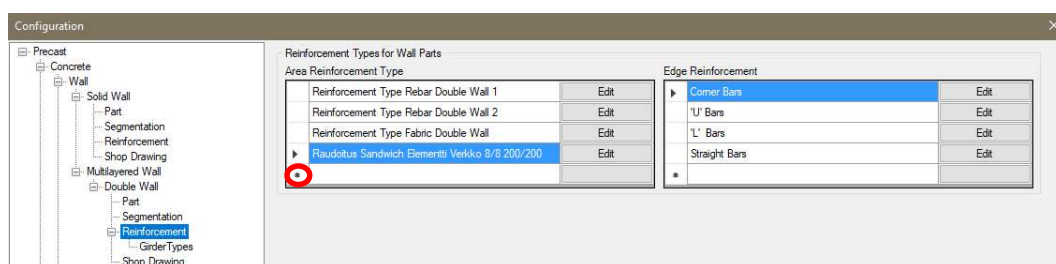 Configuration
Precast
Concrete
Wall
Solid Wall
Part
Segmentation
Reinforcement
Shop Drawing
Multilayered Wall
Double Wall
Part
Segmentation
Reinforcement
GirderTypes
Shop Drawing
Reinforcement Types for Wall Parts
Area Reinforcement Type
Reinforcement Type Rebar Double Wall 1 Edit
Reinforcement Type Rebar Double Wall 2 Edit
Reinforcement Type Fabric Double Wall Edit
Raudoitus Sandwich Elementti Verkko 8/8 200/200 Edit
Edge Reinforcement
Corner Bars Edit
'U' Bars Edit
'L' Bars Edit
Straight Bars Edit